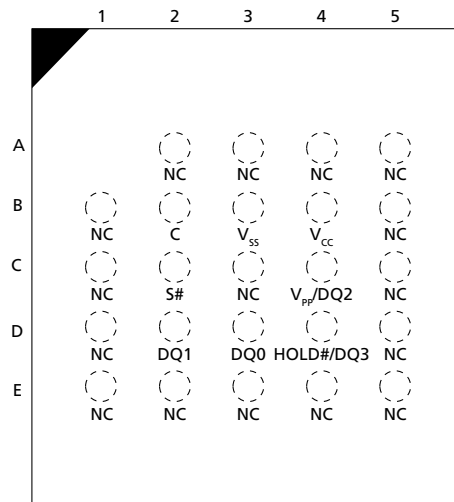 1 2 3 4 5
A
NC NC NC NC
B
NC C VSS VCC NC
C
NC S# NC VPP/DQ2 NC
D
NC DQ1 DQ0 HOLD#/DQ3 NC
E
NC NC NC NC NC